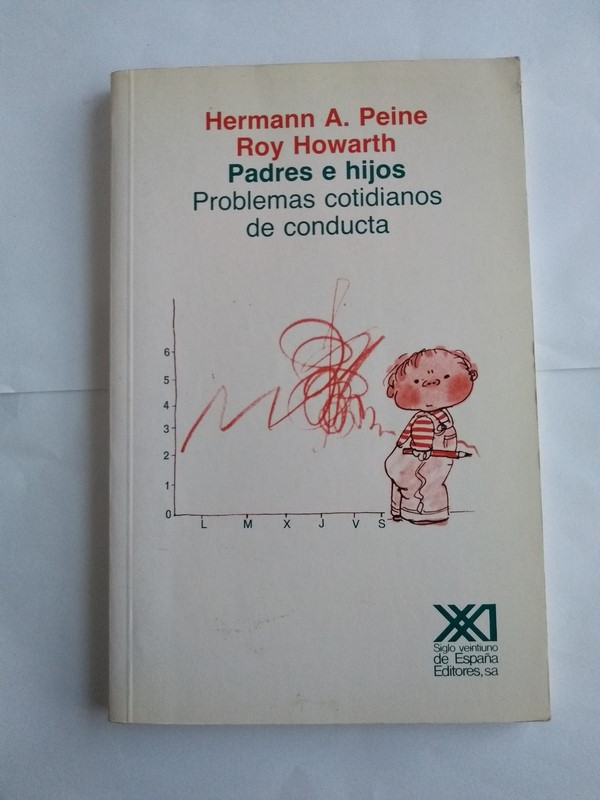 Hermann A. Peine
Roy Howarth
Padres e hijos
Problemas cotidianos
de conducta
6
5
4
3
2
1
0
L M X J V S
XXI
Siglo veintiuno
de España
Editores, sa